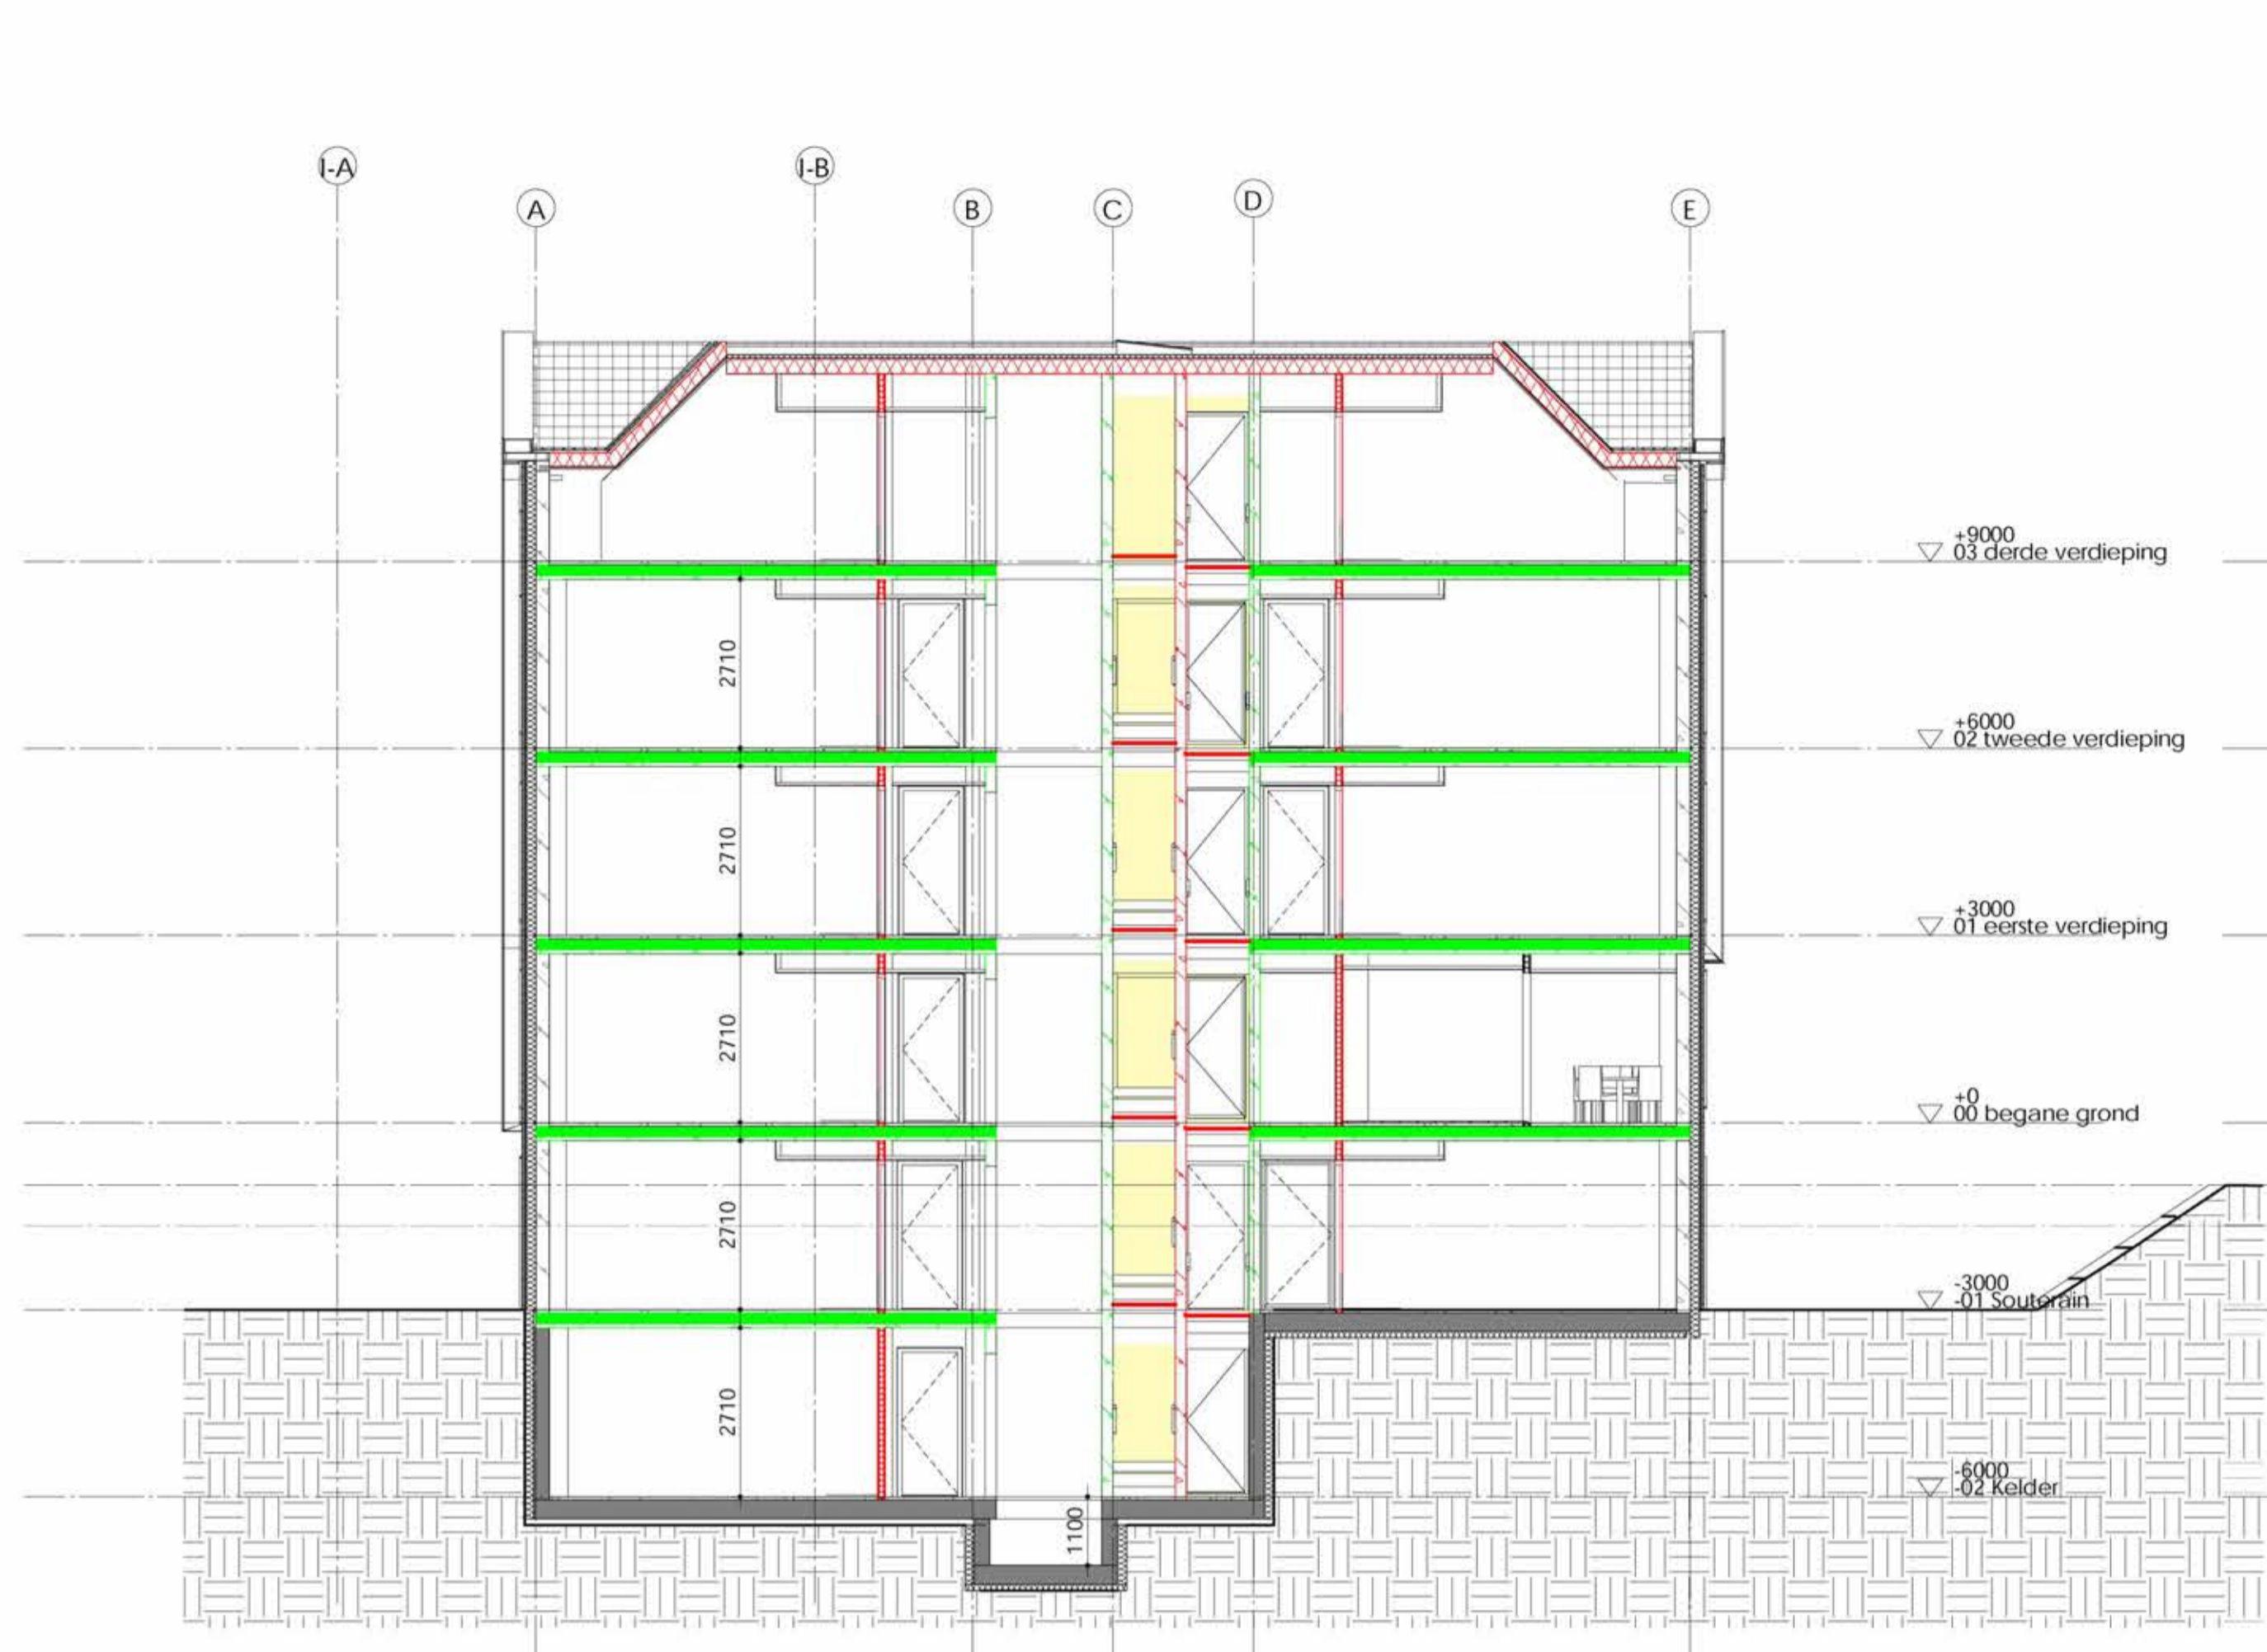 I-A
I-B
A
B
C
D
E
+9000
03 derde verdieping
2710
+6000
02 tweede verdieping
2710
+3000
01 eerste verdieping
2710
+0
00 begane grond
2710
-3000
-01 Souterain
2710
-6000
-02 Kelder
1100